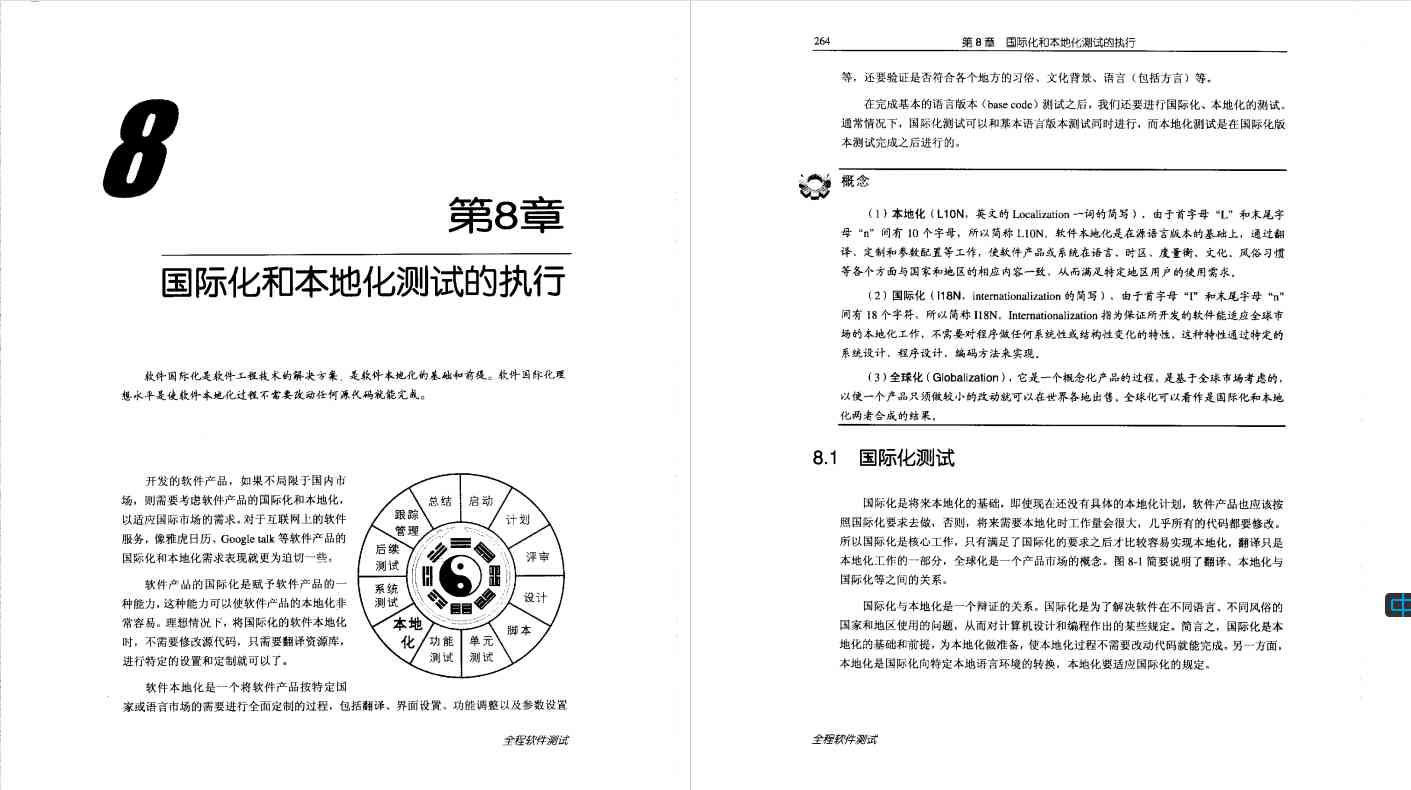 8
第8章
国际化和本地化测试的执行
软件国际化是软件工程技术的解决方案，是软件本地化的基础和前提。软件国际化理
想水平是使软件本地化过程不需要改动任何源代码就能完成。
开发的软件产品，如果不局限于国内市
场，则需要考虑软件产品的国际化和本地化，
以适应国际市场的需求。对于互联网上的软件
服务，像雅虎日历、Google talk 等软件产品的
国际化和本地化需求表现就更为迫切一些。
软件产品的国际化是赋予软件产品的一
种能力，这种能力可以使软件产品的本地化非
常容易。理想情况下，将国际化的软件本地化
时，不需要修改源代码，只需要翻译资源库，
进行特定的设置和定制就可以了。
软件本地化是一个将软件产品按特定国
家或语言市场的需要进行全面定制的过程，包括翻译、界面设置、功能调整以及参数设置
总结
启动
计划
评审
设计
脚本
单元
测试
功能
测试
本地
化
系统
测试
后续
测试
跟踪
管理
全程软件测试
264
第 8 章 国际化和本地化测试的执行
等，还要验证是否符合各个地方的习俗、文化背景、语言（包括方言）等。
在完成基本的语言版本（base code）测试之后，我们还要进行国际化、本地化的测试。
通常情况下，国际化测试可以和基本语言版本测试同时进行，而本地化测试是在国际化版
本测试完成之后进行的。
概念
（1）本地化（L10N，英文的 Localization 一词的简写），由于首字母 “L” 和末尾字
母 “n” 间有 10 个字母，所以简称 L10N。软件本地化是在源语言版本的基础上，通过翻
译、定制和参数配置等工作，使软件产品或系统在语言、时区、度量衡、文化、风俗习惯
等各个方面与国家和地区的相应内容一致，从而满足特定地区用户的使用需求。
（2）国际化（I18N，internationalization 的简写），由于首字母 “I” 和末尾字母 “n”
间有 18 个字符，所以简称 I18N。Internationalization 指为保证所开发的软件能适应全球市
场的本地化工作，不需要对程序做任何系统性或结构性变化的特性，这种特性通过特定的
系统设计、程序设计、编码方法来实现。
（3）全球化（Globalization），它是一个概念化产品的过程，是基于全球市场考虑的，
以便一个产品只须做较小的改动就可以在世界各地出售。全球化可以看作是国际化和本地
化两者合成的结果。
8.1 国际化测试
国际化是将来本地化的基础，即使现在还没有具体的本地化计划，软件产品也应该按
照国际化要求去做，否则，将来需要本地化时工作量会很大，几乎所有的代码都要修改。
所以国际化是核心工作，只有满足了国际化的要求之后才比较容易实现本地化，翻译只是
本地化工作的一部分，全球化是一个产品市场的概念。图 8-1 简要说明了翻译、本地化与
国际化等之间的关系。
国际化与本地化是一个辩证的关系。国际化是为了解决软件在不同语言、不同风俗的
国家和地区使用的问题，从而对计算机设计和编程作出的某些规定。简言之，国际化是本
地化的基础和前提，为本地化做准备，使本地化过程不需要改动代码就能完成。另一方面，
本地化是国际化向特定本地语言环境的转换，本地化要适应国际化的规定。
全程软件测试
中